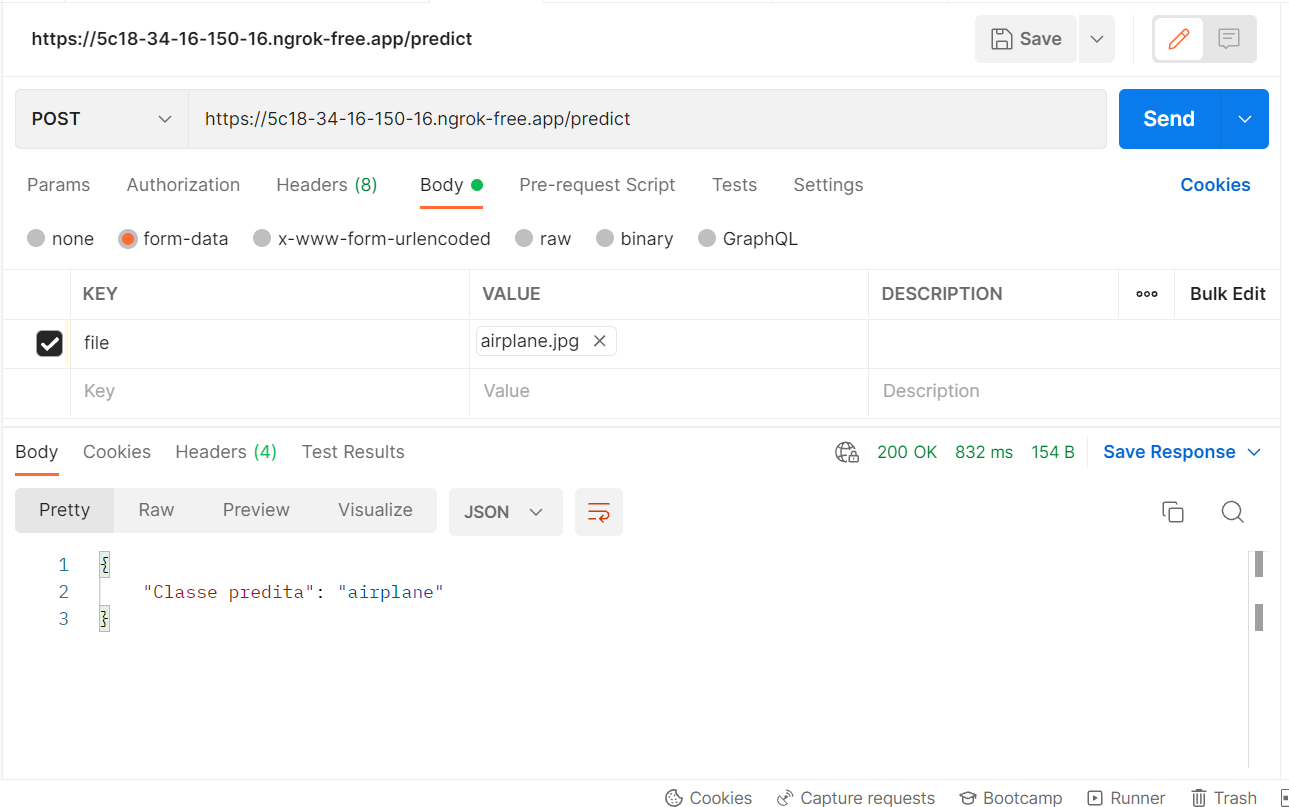 https://5c18-34-16-150-16.ngrok-free.app/predict Save
POST https://5c18-34-16-150-16.ngrok-free.app/predict Send
Params Authorization Headers (8) Body Pre-request Script Tests Settings Cookies
none form-data x-www-form-urlencoded raw binary GraphQL
KEY VALUE DESCRIPTION Bulk Edit
file airplane.jpg
Key Value Description
Body Cookies Headers (4) Test Results 200 OK 832 ms 154 B Save Response
Pretty Raw Preview Visualize JSON
1 {
2 "Classe predita": "airplane"
3 }
Cookies Capture requests Bootcamp Runner Trash